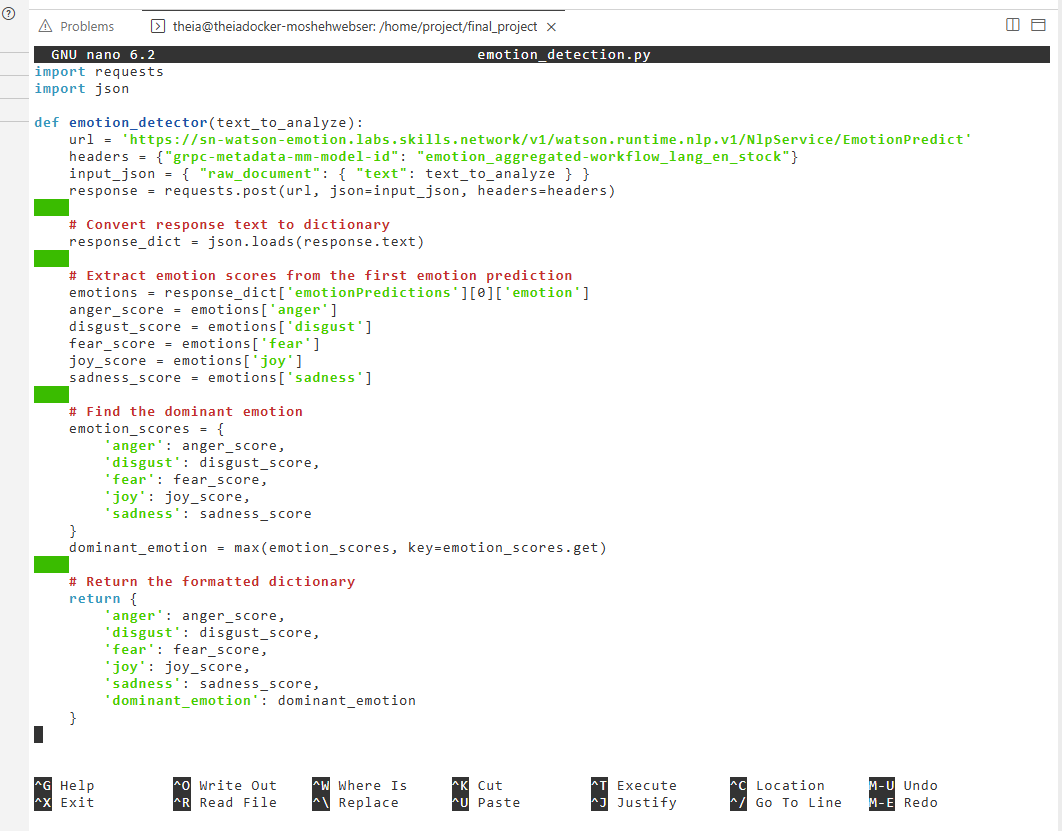 Problems theia@theiadocker-moshehwebser: /home/project/final_project
GNU nano 6.2 emotion_detection.py
import requests
import json
def emotion_detector(text_to_analyze):
    url = 'https://sn-watson-emotion.labs.skills.network/v1/watson.runtime.nlp.v1/NlpService/EmotionPredict'
    headers = {"grpc-metadata-mm-model-id": "emotion_aggregated-workflow_lang_en_stock"}
    input_json = { "raw_document": { "text": text_to_analyze } }
    response = requests.post(url, json=input_json, headers=headers)
    # Convert response text to dictionary
    response_dict = json.loads(response.text)
    # Extract emotion scores from the first emotion prediction
    emotions = response_dict['emotionPredictions'][0]['emotion']
    anger_score = emotions['anger']
    disgust_score = emotions['disgust']
    fear_score = emotions['fear']
    joy_score = emotions['joy']
    sadness_score = emotions['sadness']
    # Find the dominant emotion
    emotion_scores = {
        'anger': anger_score,
        'disgust': disgust_score,
        'fear': fear_score,
        'joy': joy_score,
        'sadness': sadness_score
    }
    dominant_emotion = max(emotion_scores, key=emotion_scores.get)
    # Return the formatted dictionary
    return {
        'anger': anger_score,
        'disgust': disgust_score,
        'fear': fear_score,
        'joy': joy_score,
        'sadness': sadness_score,
        'dominant_emotion': dominant_emotion
    }
^G Help ^O Write Out ^W Where Is ^K Cut ^T Execute ^C Location M-U Undo
^X Exit ^R Read File ^\ Replace ^U Paste ^J Justify ^/ Go To Line M-E Redo